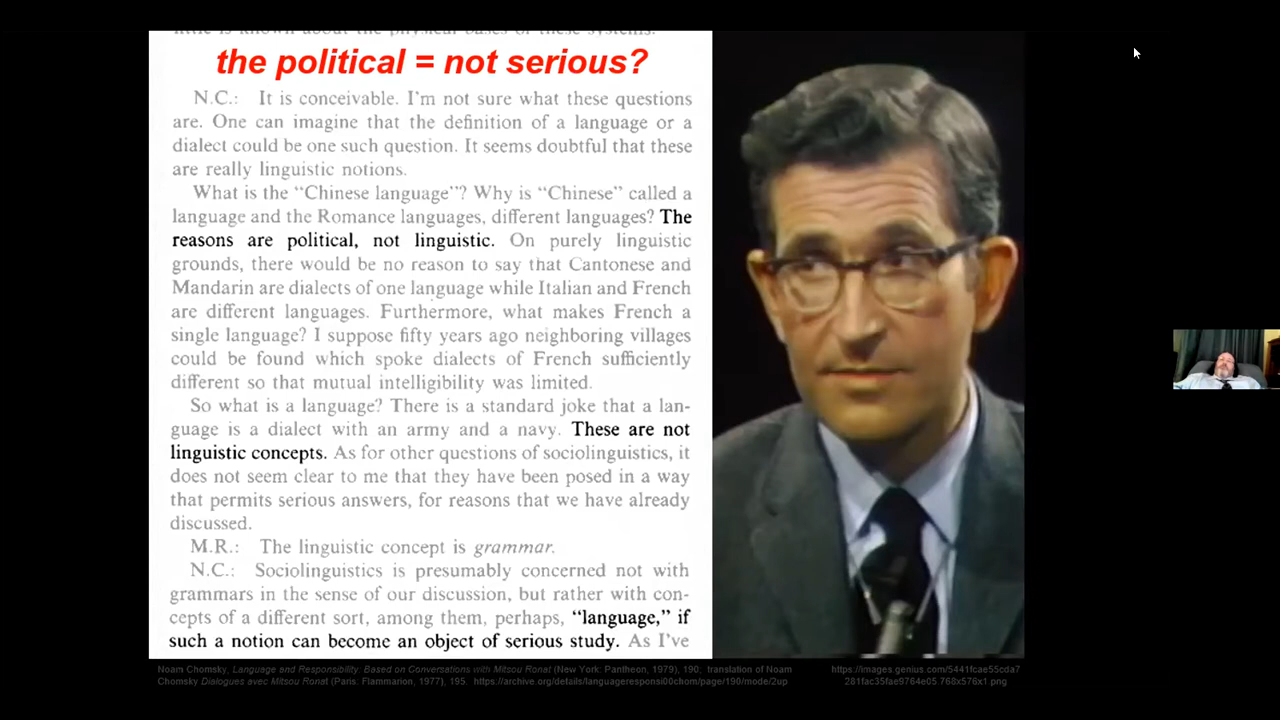 little is known about the physical bases of these systems.
the political = not serious?
N.C.: It is conceivable. I'm not sure what these questions
are. One can imagine that the definition of a language or a
dialect could be one such question. It seems doubtful that these
are really linguistic notions.
What is the "Chinese language"? Why is "Chinese" called a
language and the Romance languages, different languages? The
reasons are political, not linguistic. On purely linguistic
grounds, there would be no reason to say that Cantonese and
Mandarin are dialects of one language while Italian and French
are different languages. Furthermore, what makes French a
single language? I suppose fifty years ago neighboring villages
could be found which spoke dialects of French sufficiently
different so that mutual intelligibility was limited.
So what is a language? There is a standard joke that a lan-
guage is a dialect with an army and a navy. These are not
linguistic concepts. As for other questions of sociolinguistics, it
does not seem clear to me that they have been posed in a way
that permits serious answers, for reasons that we have already
discussed.
M.R.: The linguistic concept is grammar.
N.C.: Sociolinguistics is presumably concerned not with
grammars in the sense of our discussion, but rather with con-
cepts of a different sort, among them, perhaps, "language," if
such a notion can become an object of serious study. As I've
Noam Chomsky, Language and Responsibility: Based on Conversations with Mitsou Ronat (New York: Pantheon, 1979), 190; translation of Noam
Chomsky Dialogues avec Mitsou Ronat (Paris: Flammarion, 1977), 195. https://archive.org/details/languageresponsi00chom/page/190/mode/2up
https://images.genius.com/5441fcae55cda7
281fac35fae9764e05.768x576x1.png